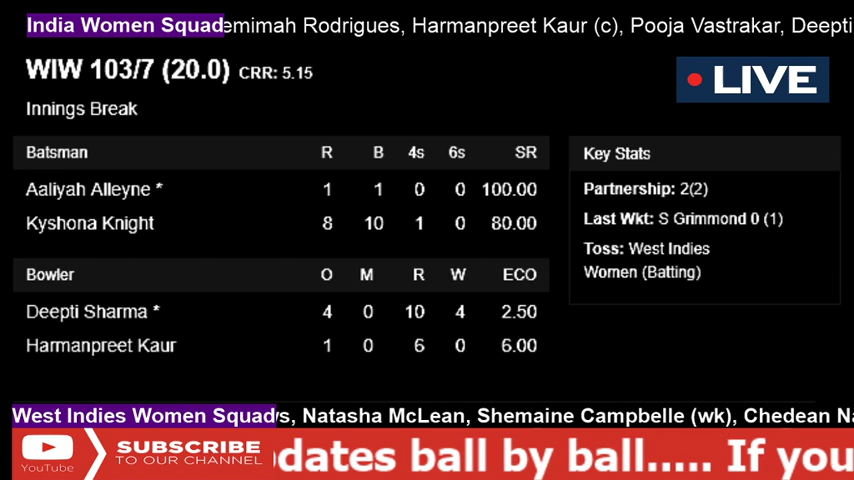 India Women Squad emimah Rodrigues, Harmanpreet Kaur (c), Pooja Vastrakar, Deepti
WIW 103/7 (20.0) CRR: 5.15
LIVE
Innings Break
Batsman R B 4s 6s SR
Aaliyah Alleyne * 1 1 0 0 100.00
Kyshona Knight 8 10 1 0 80.00
Bowler O M R W ECO
Deepti Sharma * 4 0 10 4 2.50
Harmanpreet Kaur 1 0 6 0 6.00
Key Stats
Partnership: 2(2)
Last Wkt: S Grimmond 0 (1)
Toss: West Indies
Women (Batting)
West Indies Women Squad s, Natasha McLean, Shemaine Campbelle (wk), Chedean Na
YouTube
SUBSCRIBE
TO OUR CHANNEL
dates ball by ball..... If you